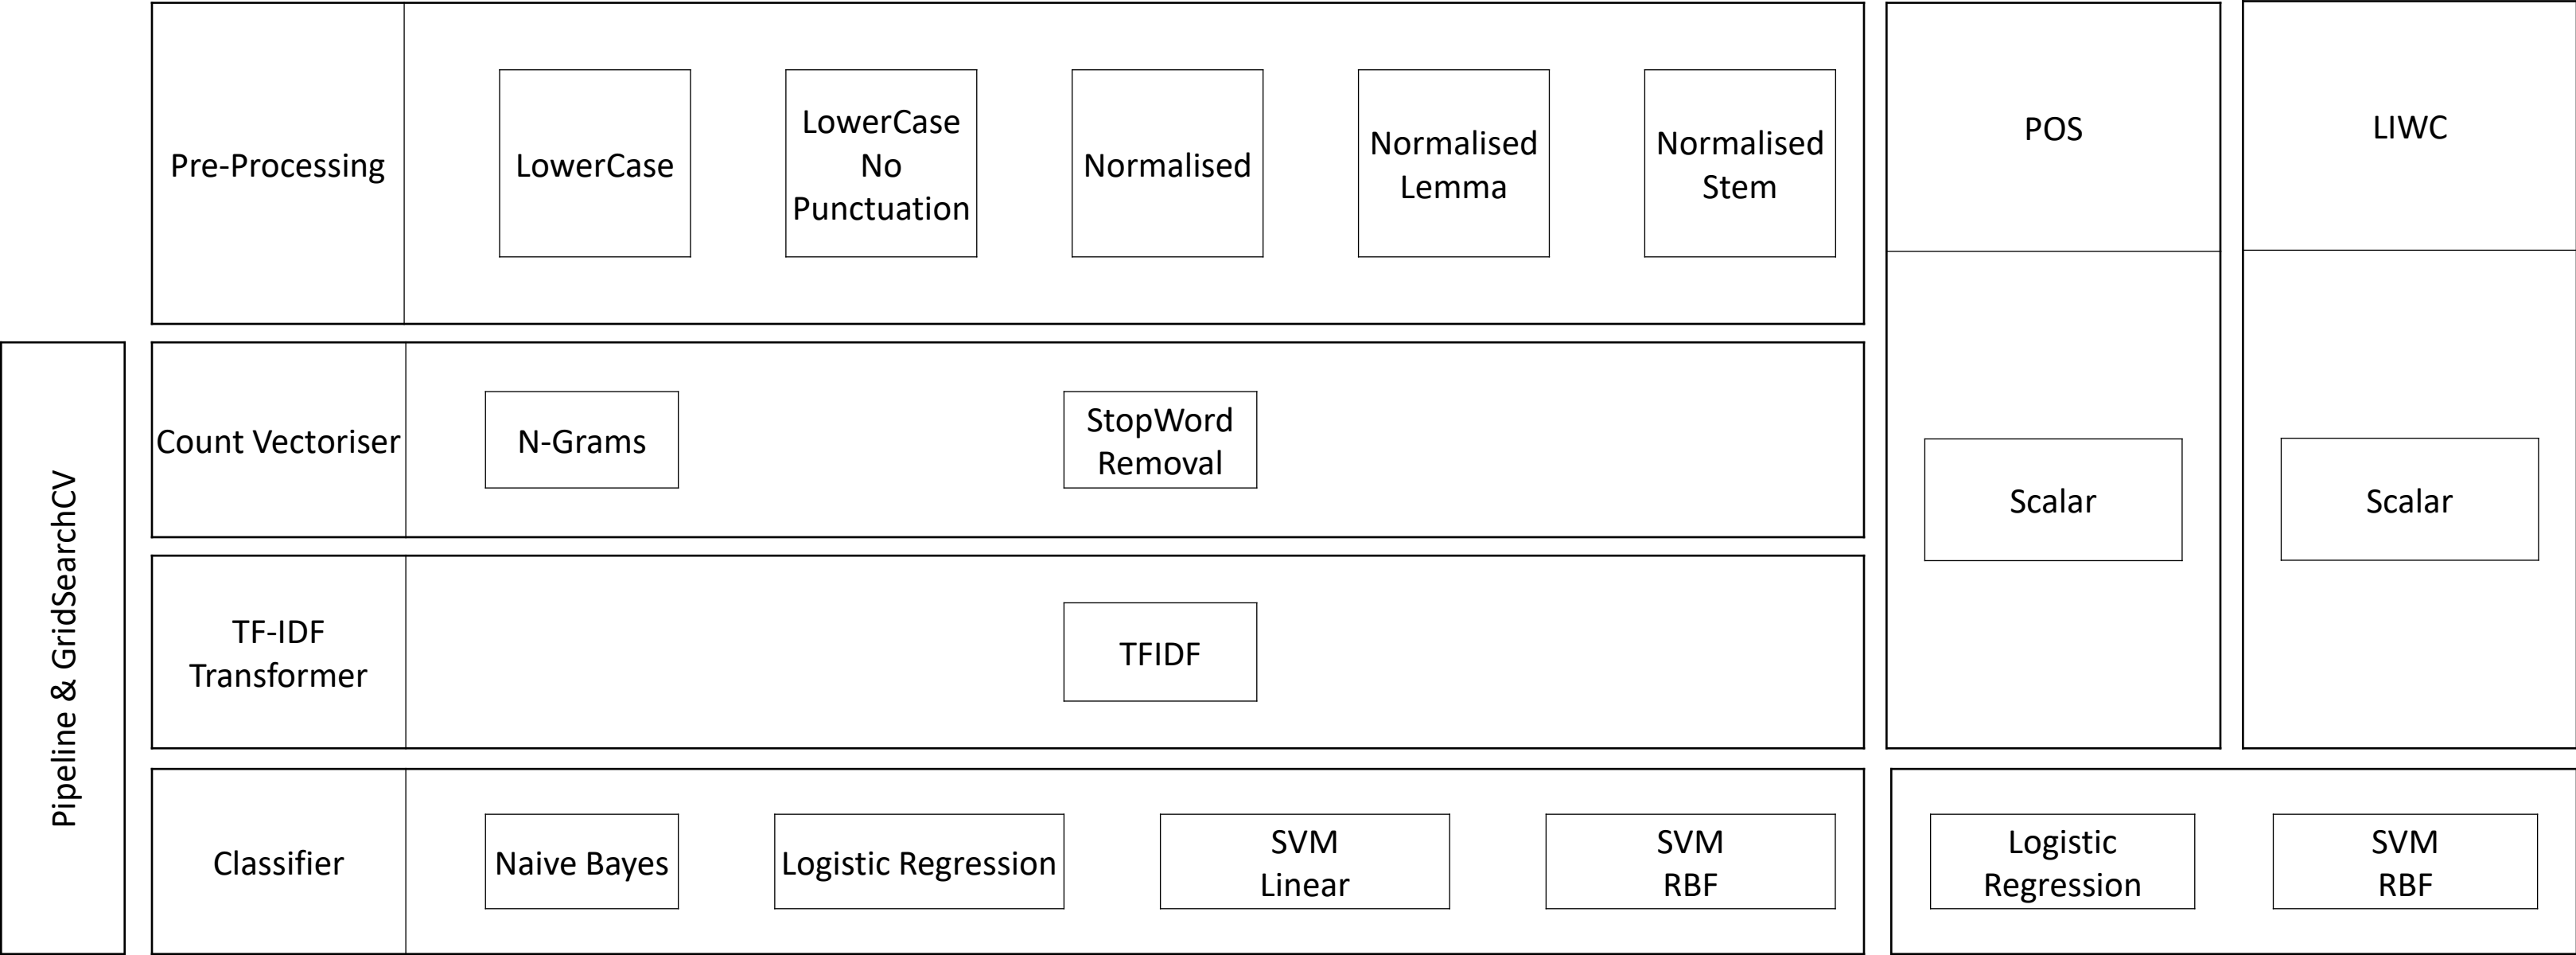 Pre-Processing
LowerCase
LowerCase
No
Punctuation
Normalised
Normalised
Lemma
Normalised
Stem
POS
LIWC
Pipeline & GridSearchCV
Count Vectoriser
N-Grams
StopWord
Removal
Scalar
Scalar
TF-IDF
Transformer
TFIDF
Classifier
Naive Bayes
Logistic Regression
SVM
Linear
SVM
RBF
Logistic
Regression
SVM
RBF